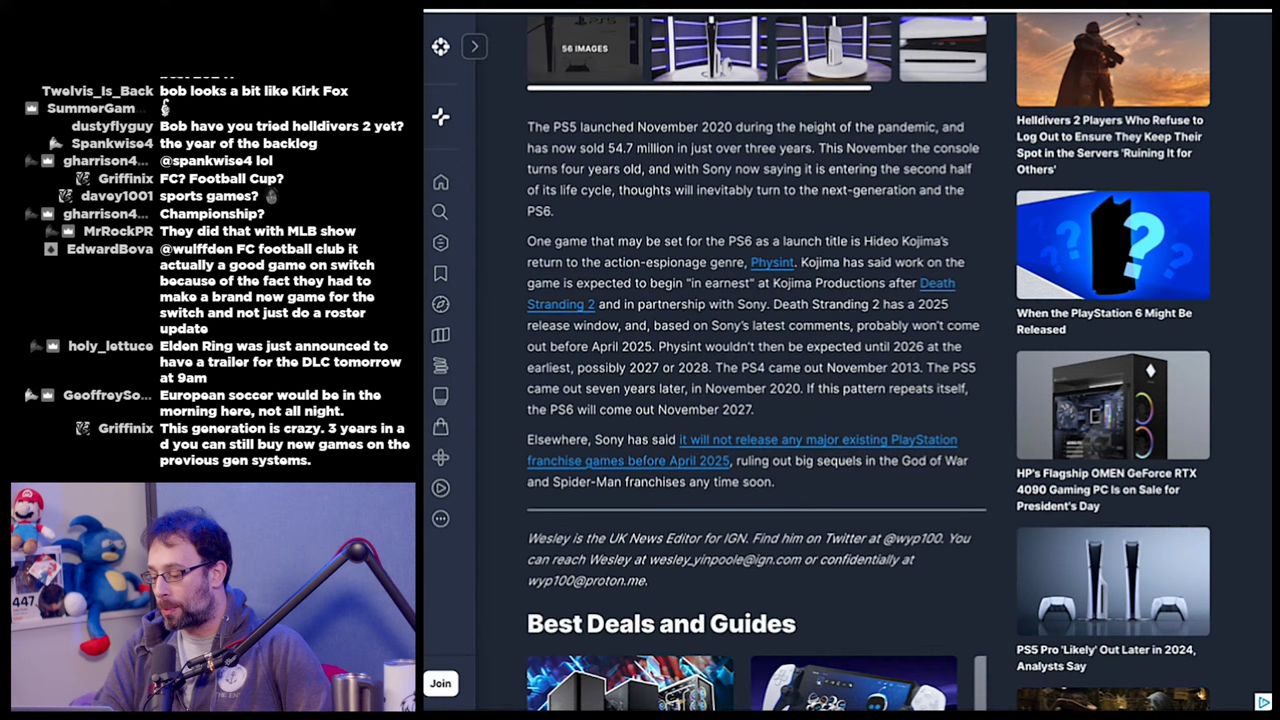 Twelvis_Is_Back bob looks a bit like Kirk Fox
SummerGam...
dustyflyguy Bob have you tried helldivers 2 yet?
Spankwise4 the year of the backlog
gharrison4... @spankwise4 lol
Griffinix FC? Football Cup?
davey1001 sports games?
gharrison4... Championship?
MrRockPR They did that with MLB show
EdwardBova @wulffden FC football club it
actually a good game on switch
because of the fact they had to
make a brand new game for the
switch and not just do a roster
update
holy_lettuce Elden Ring was just announced to
have a trailer for the DLC tomorrow
at 9am
GeoffreySo... European soccer would be in the
morning here, not all night.
Griffinix This generation is crazy. 3 years in a
d you can still buy new games on the
previous gen systems.
447
56 IMAGES
The PS5 launched November 2020 during the height of the pandemic, and
has now sold 54.7 million in just over three years. This November the console
turns four years old, and with Sony now saying it is entering the second half
of its life cycle, thoughts will inevitably turn to the next-generation and the
PS6.
One game that may be set for the PS6 as a launch title is Hideo Kojima's
return to the action-espionage genre, Physint. Kojima has said work on the
game is expected to begin "in earnest" at Kojima Productions after Death
Stranding 2 and in partnership with Sony. Death Stranding 2 has a 2025
release window, and, based on Sony's latest comments, probably won't come
out before April 2025. Physint wouldn't then be expected until 2026 at the
earliest, possibly 2027 or 2028. The PS4 came out November 2013. The PS5
came out seven years later, in November 2020. If this pattern repeats itself,
the PS6 will come out November 2027.
Elsewhere, Sony has said it will not release any major existing PlayStation
franchise games before April 2025, ruling out big sequels in the God of War
and Spider-Man franchises any time soon.
Wesley is the UK News Editor for IGN. Find him on Twitter at @wyp100. You
can reach Wesley at wesley_yinpoole@ign.com or confidentially at
wyp100@proton.me.
Best Deals and Guides
Join
Helldivers 2 Players Who Refuse to
Log Out to Ensure They Keep Their
Spot in the Servers 'Ruining It for
Others'
When the PlayStation 6 Might Be
Released
HP's Flagship OMEN GeForce RTX
4090 Gaming PC Is on Sale for
President's Day
PS5 Pro 'Likely' Out Later in 2024,
Analysts Say